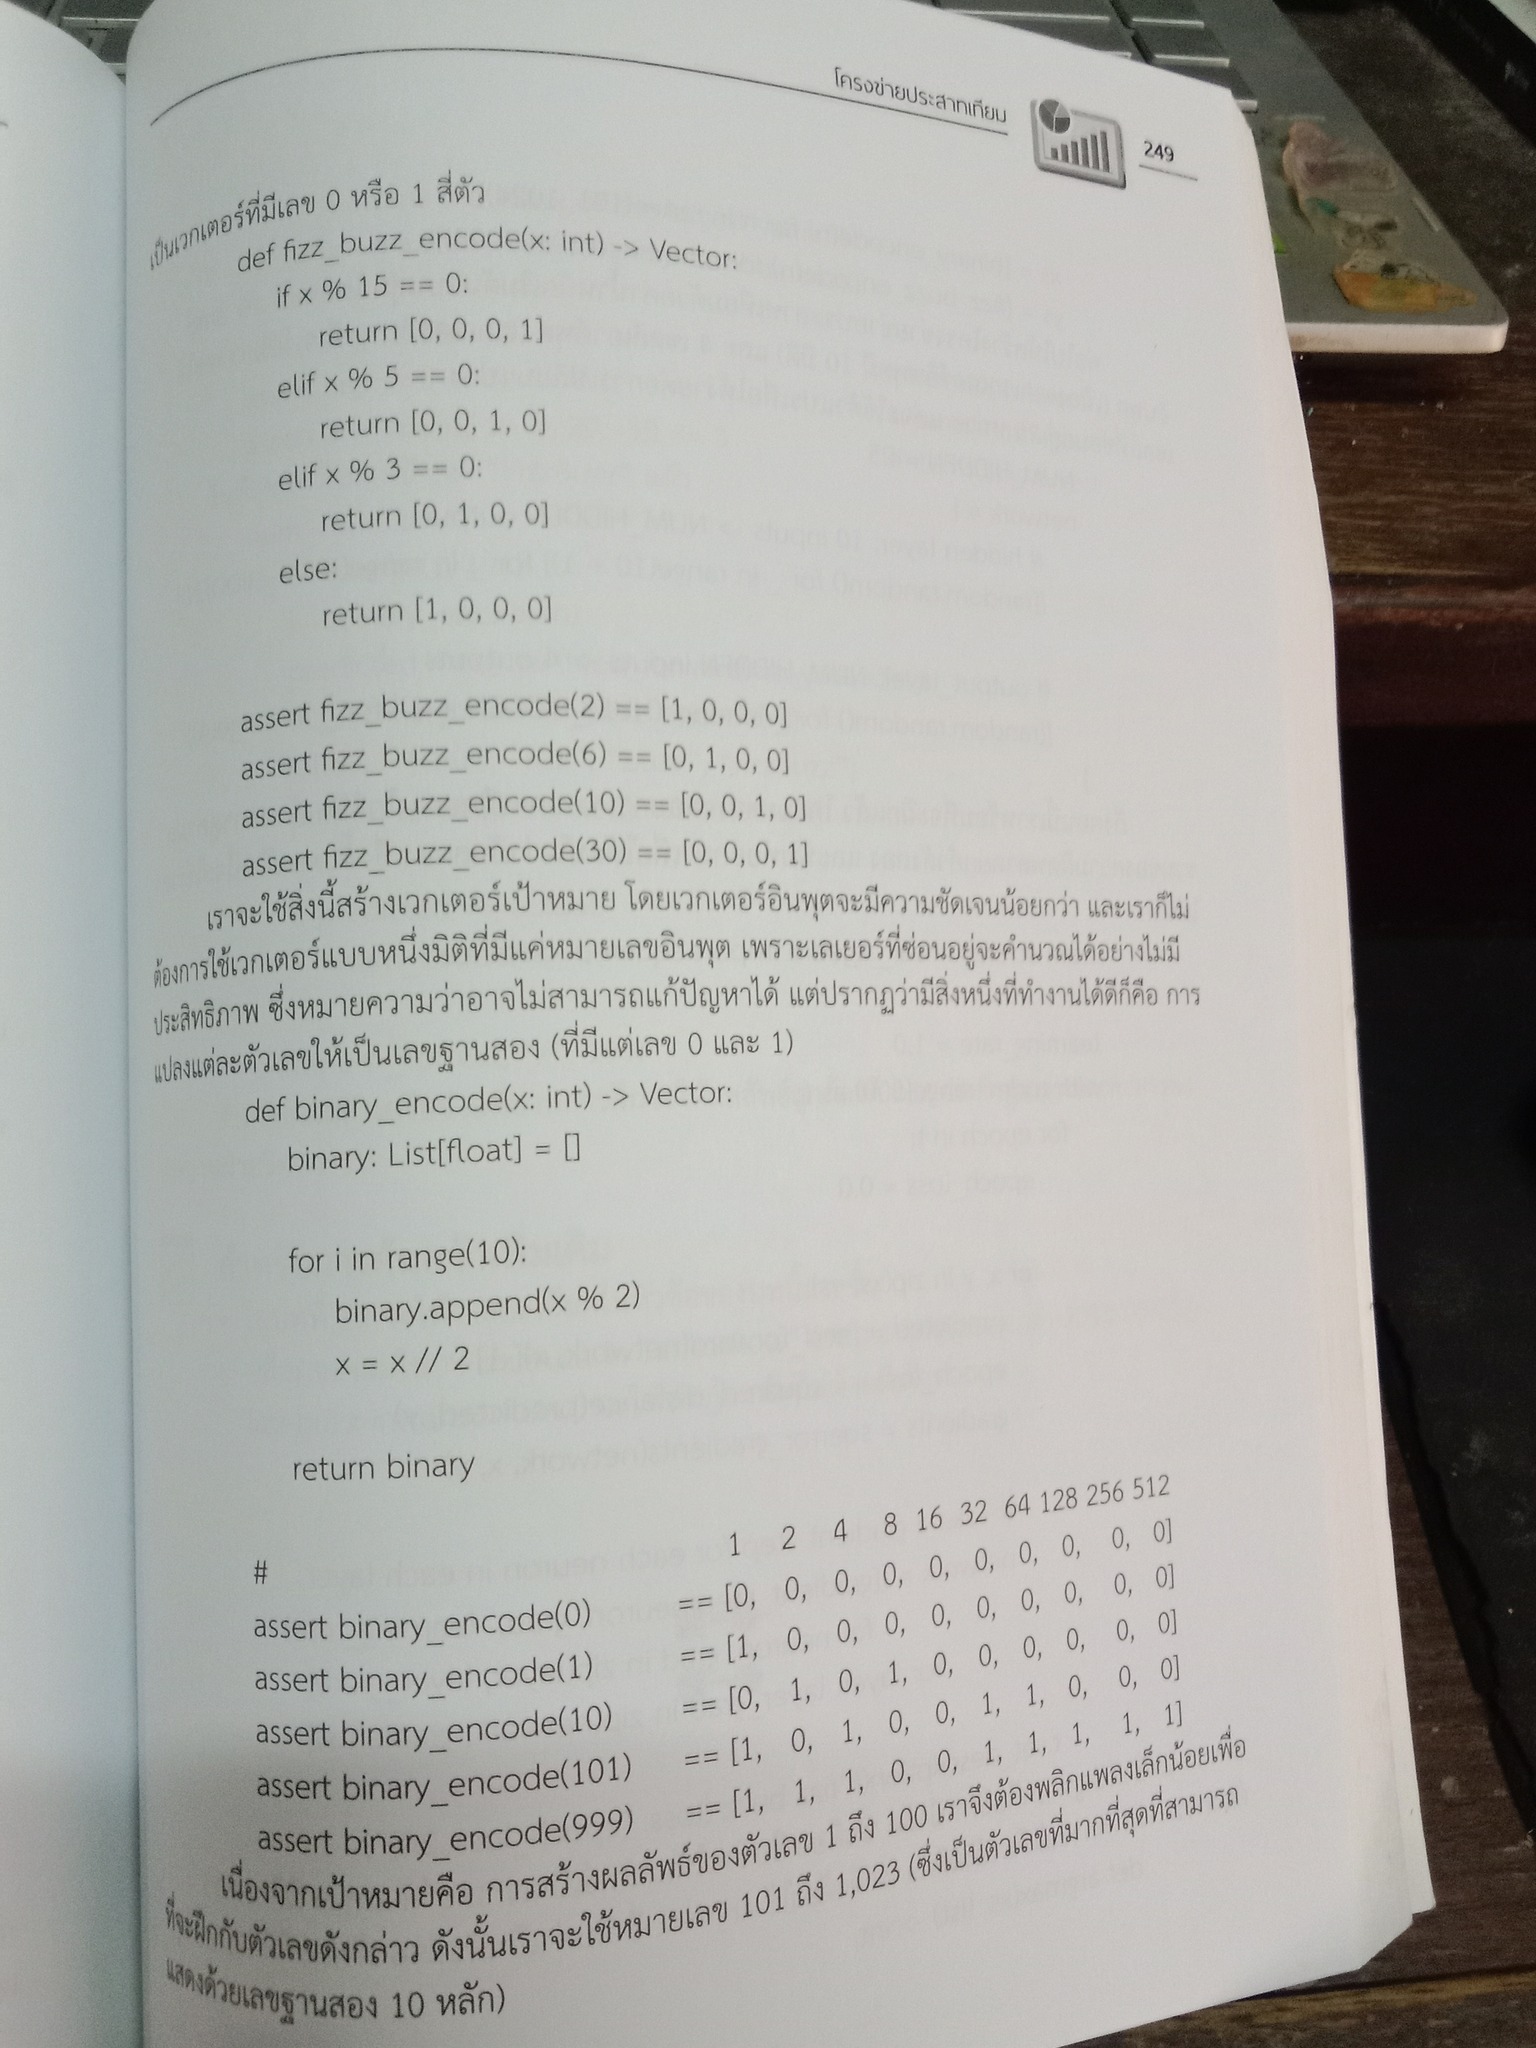 โครงข่ายประสาทเทียม
249
เป็นเวกเตอร์ที่มีเลข 0 หรือ 1 สี่ตัว
def fizz_buzz_encode(x: int) -> Vector:
if x % 15 == 0:
return [0, 0, 0, 1]
elif x % 5 == 0:
return [0, 0, 1, 0]
elif x % 3 == 0:
return [0, 1, 0, 0]
else:
return [1, 0, 0, 0]
assert fizz_buzz_encode(2) == [1, 0, 0, 0]
assert fizz_buzz_encode(6) == [0, 1, 0, 0]
assert fizz_buzz_encode(10) == [0, 0, 1, 0]
assert fizz_buzz_encode(30) == [0, 0, 0, 1]
เราจะใช้สิ่งนี้สร้างเวกเตอร์เป้าหมาย โดยเวกเตอร์อินพุตจะมีความชัดเจนน้อยกว่า และเราก็ไม่
ต้องการใช้เวกเตอร์แบบหนึ่งมิติที่มีแค่หมายเลขอินพุต เพราะเลเยอร์ที่ซ่อนอยู่จะคำนวณได้อย่างไม่มี
ประสิทธิภาพ ซึ่งหมายความว่าอาจไม่สามารถแก้ปัญหาได้ แต่ปรากฏว่ามีสิ่งหนึ่งที่ทำงานได้ดีก็คือ การ
แปลงแต่ละตัวเลขให้เป็นเลขฐานสอง (ที่มีแต่เลข 0 และ 1)
def binary_encode(x: int) -> Vector:
binary: List[float] = []
for i in range(10):
binary.append(x % 2)
x = x // 2
return binary
# 1 2 4 8 16 32 64 128 256 512
assert binary_encode(0) == [0, 0, 0, 0, 0, 0, 0, 0, 0, 0]
assert binary_encode(1) == [1, 0, 0, 0, 0, 0, 0, 0, 0, 0]
assert binary_encode(10) == [0, 1, 0, 1, 0, 0, 0, 0, 0, 0]
assert binary_encode(101) == [1, 0, 1, 0, 0, 1, 1, 0, 0, 0]
assert binary_encode(999) == [1, 1, 1, 0, 0, 1, 1, 1, 1, 1]
เนื่องจากเป้าหมายคือ การสร้างผลลัพธ์ของตัวเลข 1 ถึง 100 เราจึงต้องพลิกแพลงเล็กน้อยเพื่อ
ที่จะฝึกกับตัวเลขดังกล่าว ดังนั้นเราจะใช้หมายเลข 101 ถึง 1,023 (ซึ่งเป็นตัวเลขที่มากที่สุดที่สามารถ
แสดงด้วยเลขฐานสอง 10 หลัก)